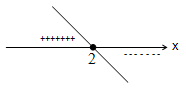 +++++++
x
- - - - - - -
2